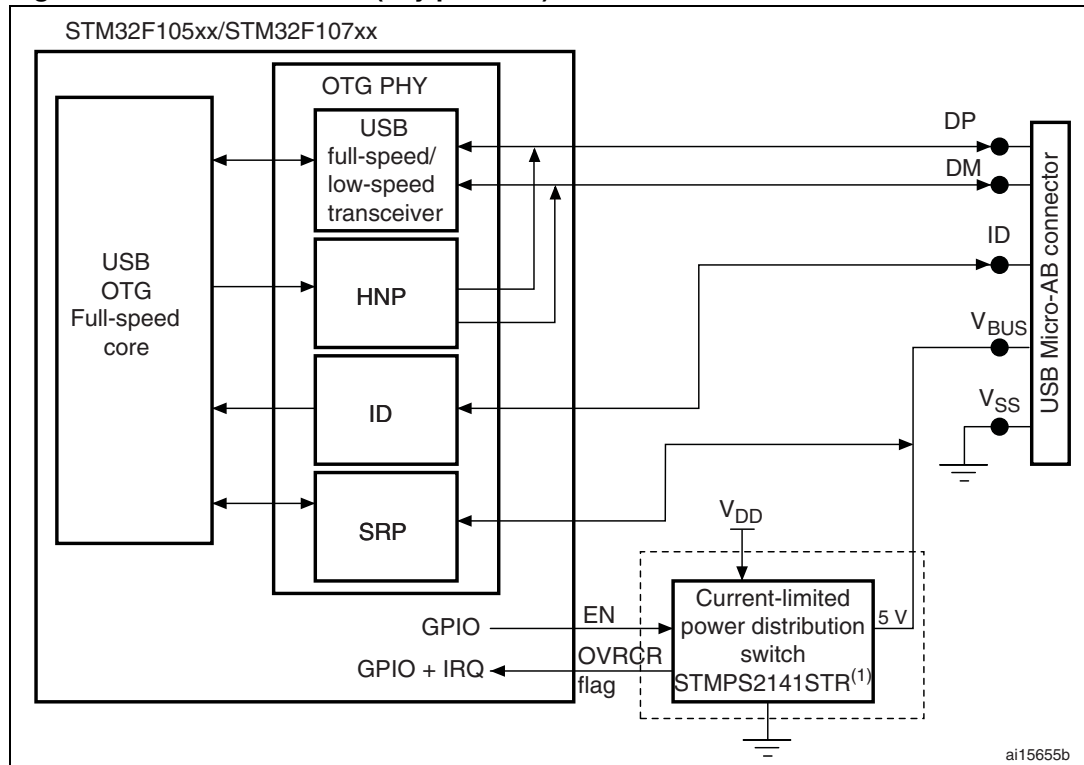 STM32F105xx/STM32F107xx
OTG PHY
USB
full-speed/
low-speed
transceiver
HNP
ID
SRP
USB
OTG
Full-speed
core
DP
DM
ID
VBUS
VSS
USB Micro-AB connector
VDD
Current-limited
power distribution
switch
STMPS2141STR(1)
5 V
GPIO
EN
GPIO + IRQ
OVRCR
flag
ai15655b